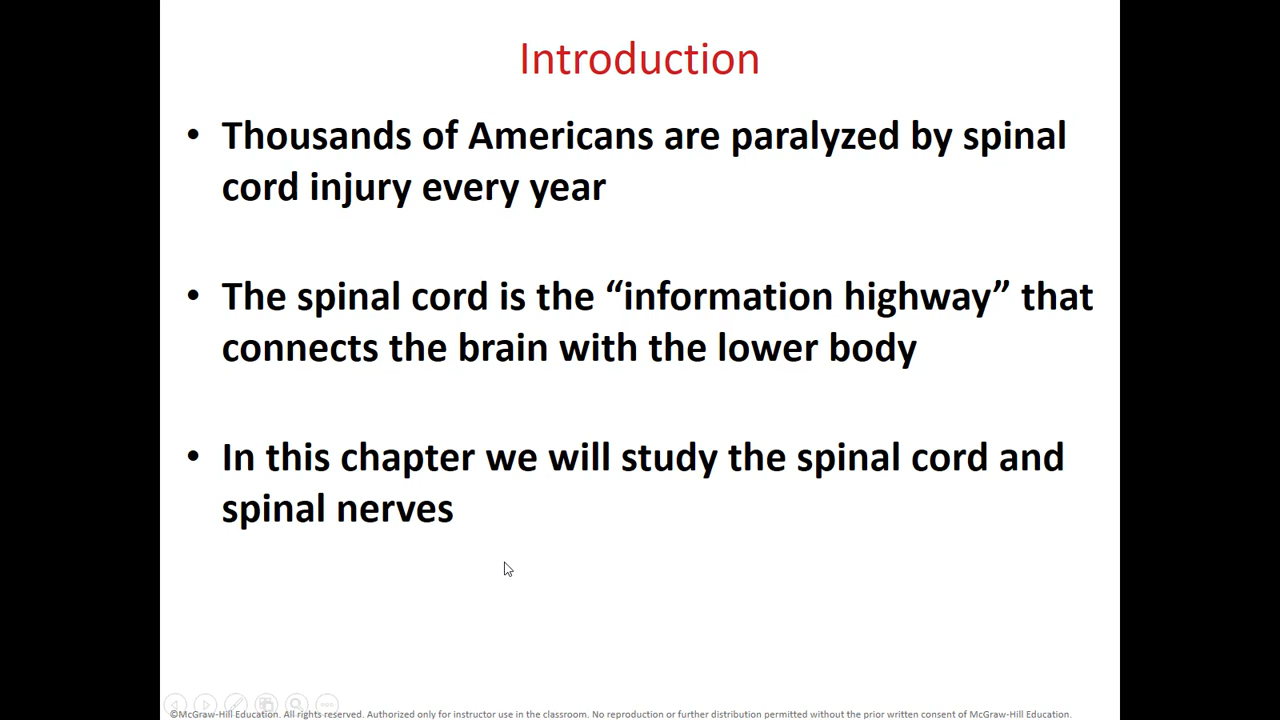 Introduction
• Thousands of Americans are paralyzed by spinal
cord injury every year
• The spinal cord is the “information highway” that
connects the brain with the lower body
• In this chapter we will study the spinal cord and
spinal nerves
©McGraw-Hill Education. All rights reserved. Authorized only for instructor use in the classroom. No reproduction or further distribution permitted without the prior written consent of McGraw-Hill Education.